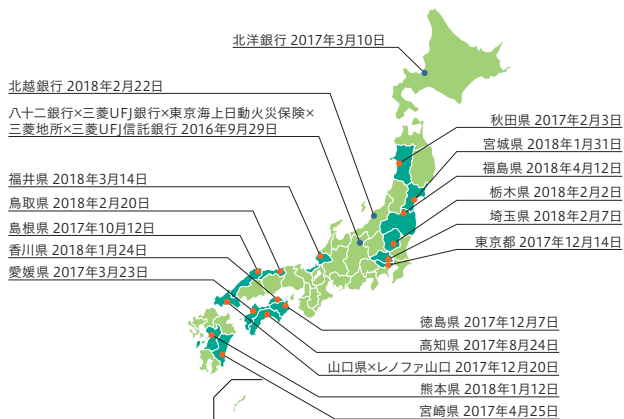 北洋銀行 2017年3月10日
北越銀行 2018年2月22日
八十二銀行×三菱UFJ銀行×東京海上日動火災保険×
三菱地所×三菱UFJ信託銀行 2016年9月29日
福井県 2018年3月14日
鳥取県 2018年2月20日
島根県 2017年10月12日
香川県 2018年1月24日
愛媛県 2017年3月23日
秋田県 2017年2月3日
宮城県 2018年1月31日
福島県 2018年4月12日
栃木県 2018年2月2日
埼玉県 2018年2月7日
東京都 2017年12月14日
徳島県 2017年12月7日
高知県 2017年8月24日
山口県×レノファ山口 2017年12月20日
熊本県 2018年1月12日
宮崎県 2017年4月25日